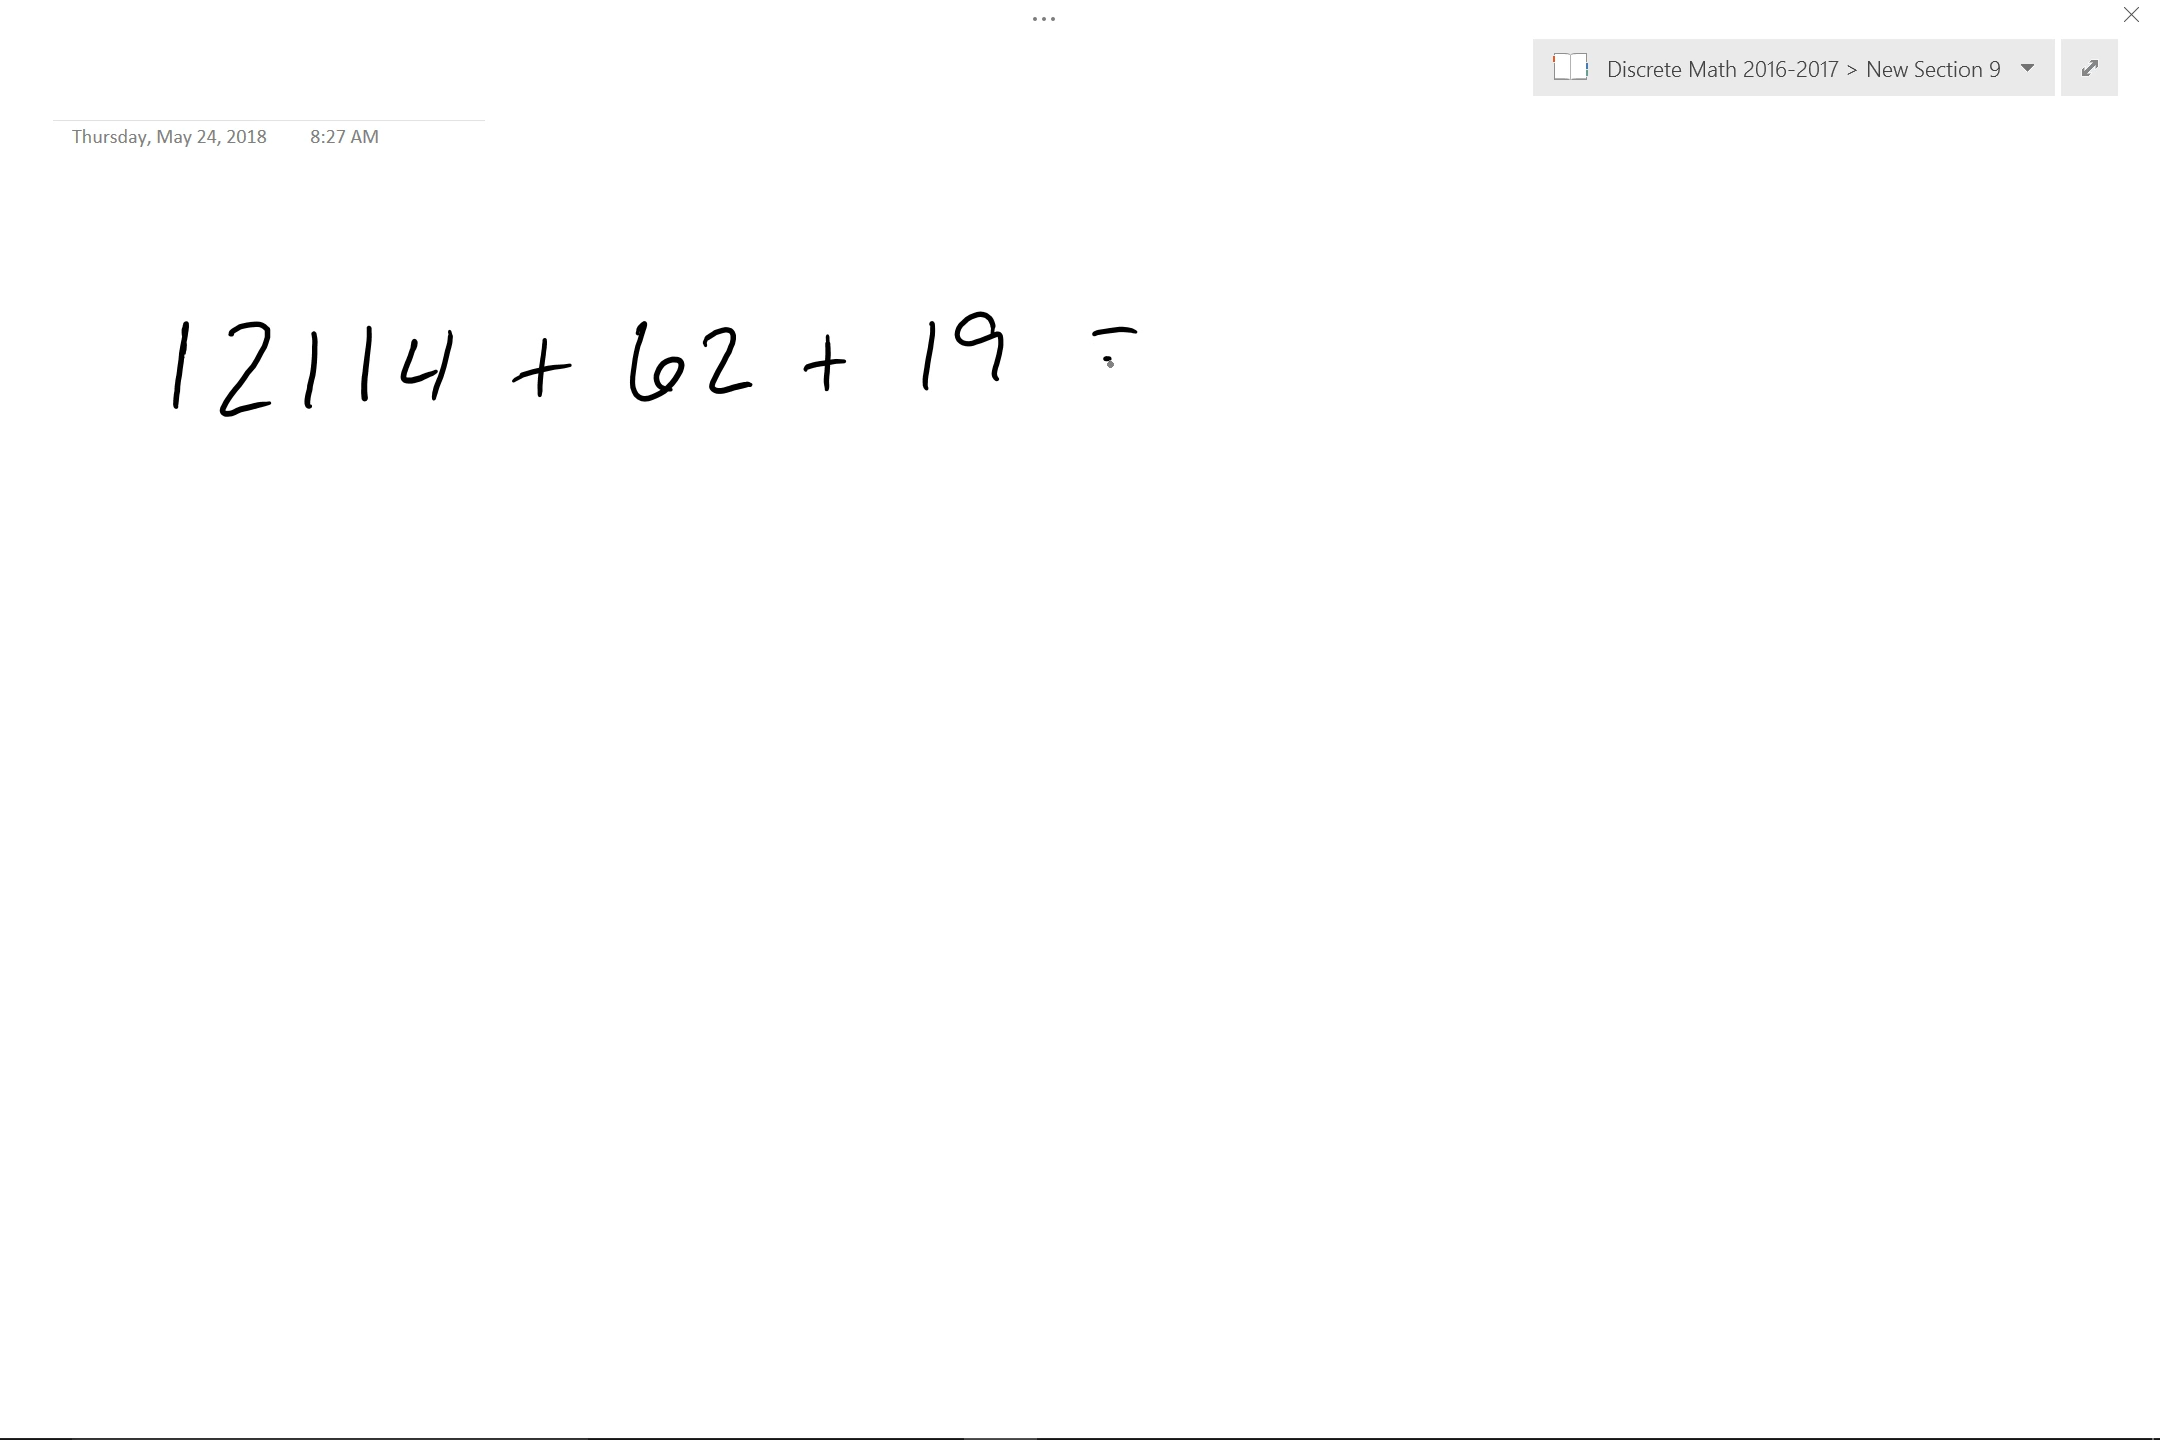 Discrete Math 2016-2017 > New Section 9
Thursday, May 24, 2018 8:27 AM
12114 + 62 + 19 =